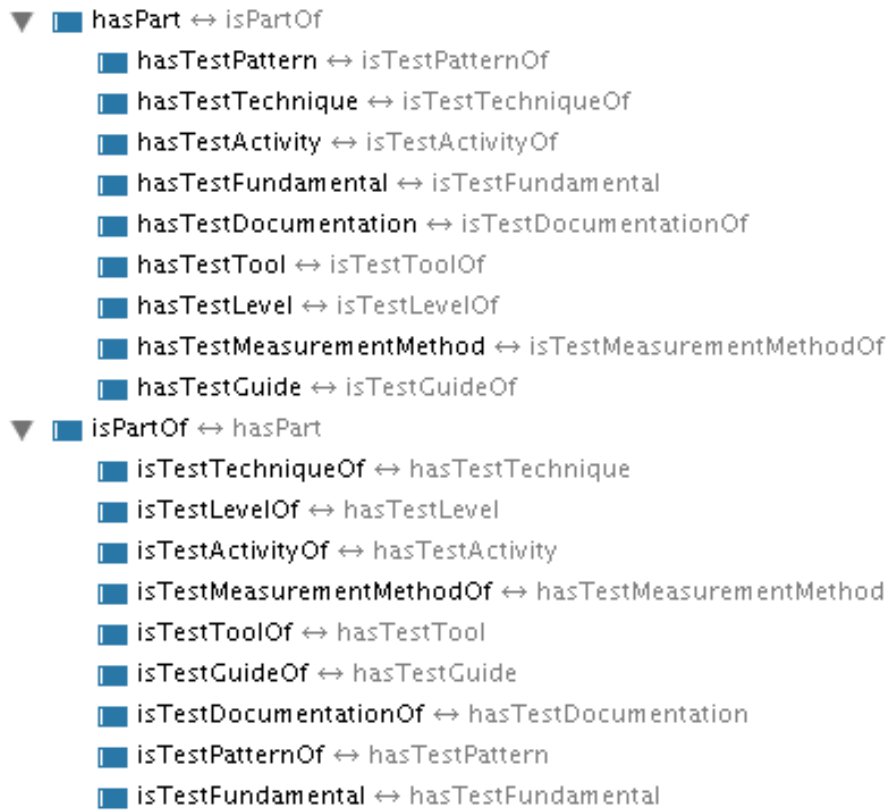 hasPart ↔ isPartOf
hasTestPattern ↔ isTestPatternOf
hasTestTechnique ↔ isTestTechniqueOf
hasTestActivity ↔ isTestActivityOf
hasTestFundamental ↔ isTestFundamental
hasTestDocumentation ↔ isTestDocumentationOf
hasTestTool ↔ isTestToolOf
hasTestLevel ↔ isTestLevelOf
hasTestMeasurementMethod ↔ isTestMeasurementMethodOf
hasTestGuide ↔ isTestGuideOf
isPartOf ↔ hasPart
isTestTechniqueOf ↔ hasTestTechnique
isTestLevelOf ↔ hasTestLevel
isTestActivityOf ↔ hasTestActivity
isTestMeasurementMethodOf ↔ hasTestMeasurementMethod
isTestToolOf ↔ hasTestTool
isTestGuideOf ↔ hasTestGuide
isTestDocumentationOf ↔ hasTestDocumentation
isTestPatternOf ↔ hasTestPattern
isTestFundamental ↔ hasTestFundamental